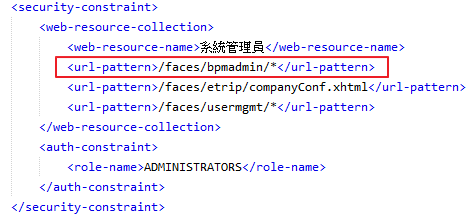 <security-constraint>
<web-resource-collection>
<web-resource-name>系統管理員</web-resource-name>
<url-pattern>/faces/bpmadmin/*</url-pattern>
<url-pattern>/faces/etrip/companyConf.xhtml</url-pattern>
<url-pattern>/faces/usermgmt/*</url-pattern>
</web-resource-collection>
<auth-constraint>
<role-name>ADMINISTRATORS</role-name>
</auth-constraint>
</security-constraint>